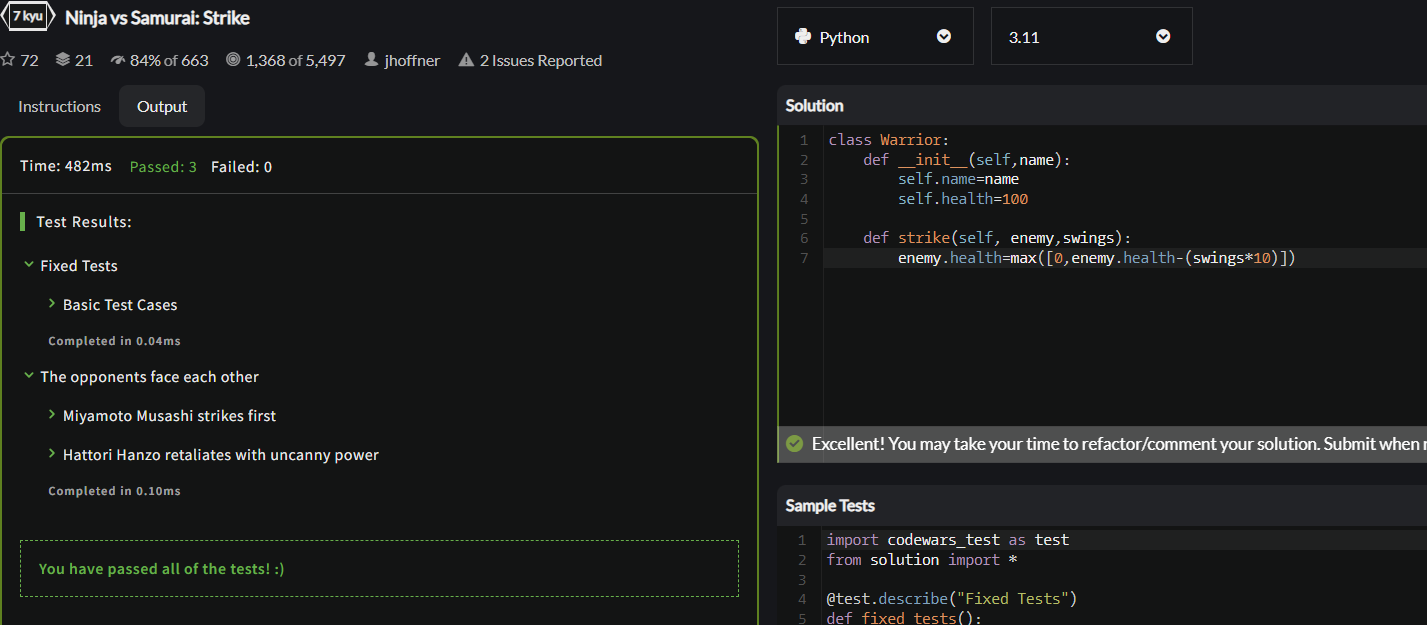 7 kyu Ninja vs Samurai: Strike
72 21 84% of 663 1,368 of 5,497 jhoffner 2 Issues Reported
Instructions Output
Time: 482ms Passed: 3 Failed: 0
Test Results:
Fixed Tests
Basic Test Cases
Completed in 0.04ms
The opponents face each other
Miyamoto Musashi strikes first
Hattori Hanzo retaliates with uncanny power
Completed in 0.10ms
You have passed all of the tests! :)
Python 3.11
Solution
1 class Warrior:
2 def __init__(self,name):
3 self.name=name
4 self.health=100
5
6 def strike(self, enemy,swings):
7 enemy.health=max([0,enemy.health-(swings*10)])
Excellent! You may take your time to refactor/comment your solution. Submit when
Sample Tests
1 import codewars_test as test
2 from solution import *
3
4 @test.describe("Fixed Tests")
5 def fixed_tests():